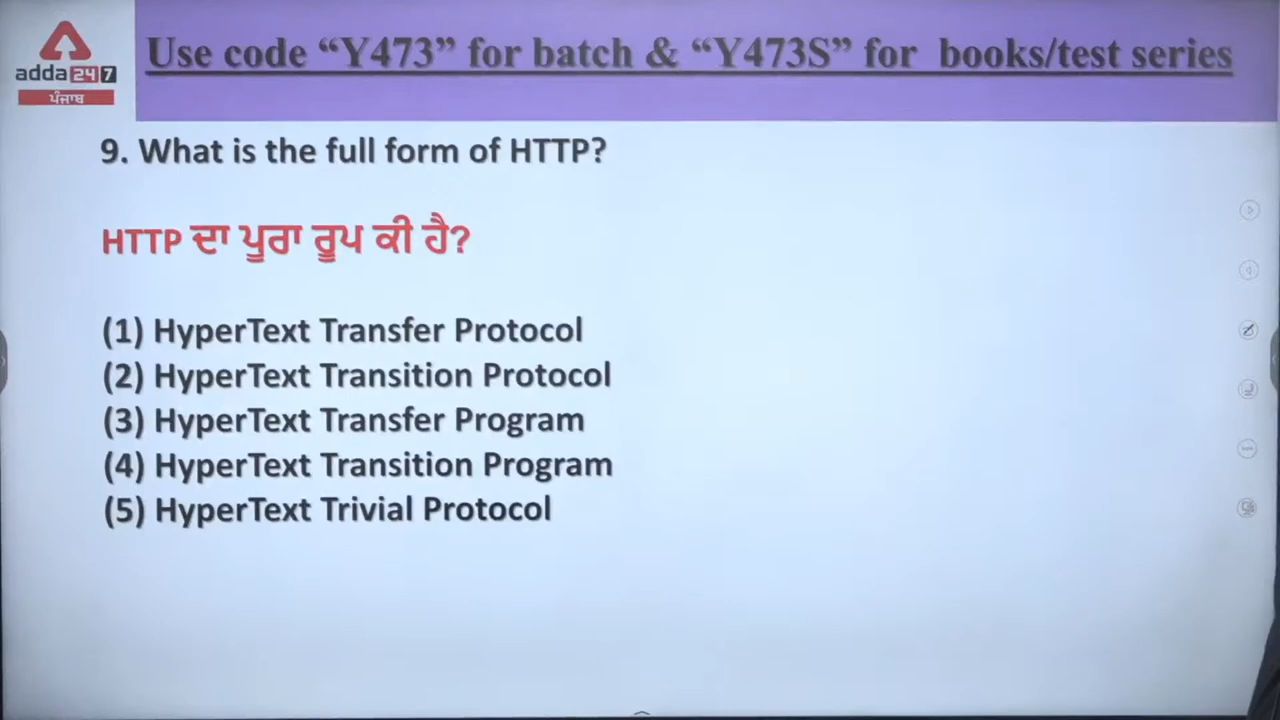 adda 247
ਪੰਜਾਬ
Use code “Y473” for batch & “Y473S” for books/test series
9. What is the full form of HTTP?
HTTP ਦਾ ਪੂਰਾ ਰੂਪ ਕੀ ਹੈ?
(1) HyperText Transfer Protocol
(2) HyperText Transition Protocol
(3) HyperText Transfer Program
(4) HyperText Transition Program
(5) HyperText Trivial Protocol